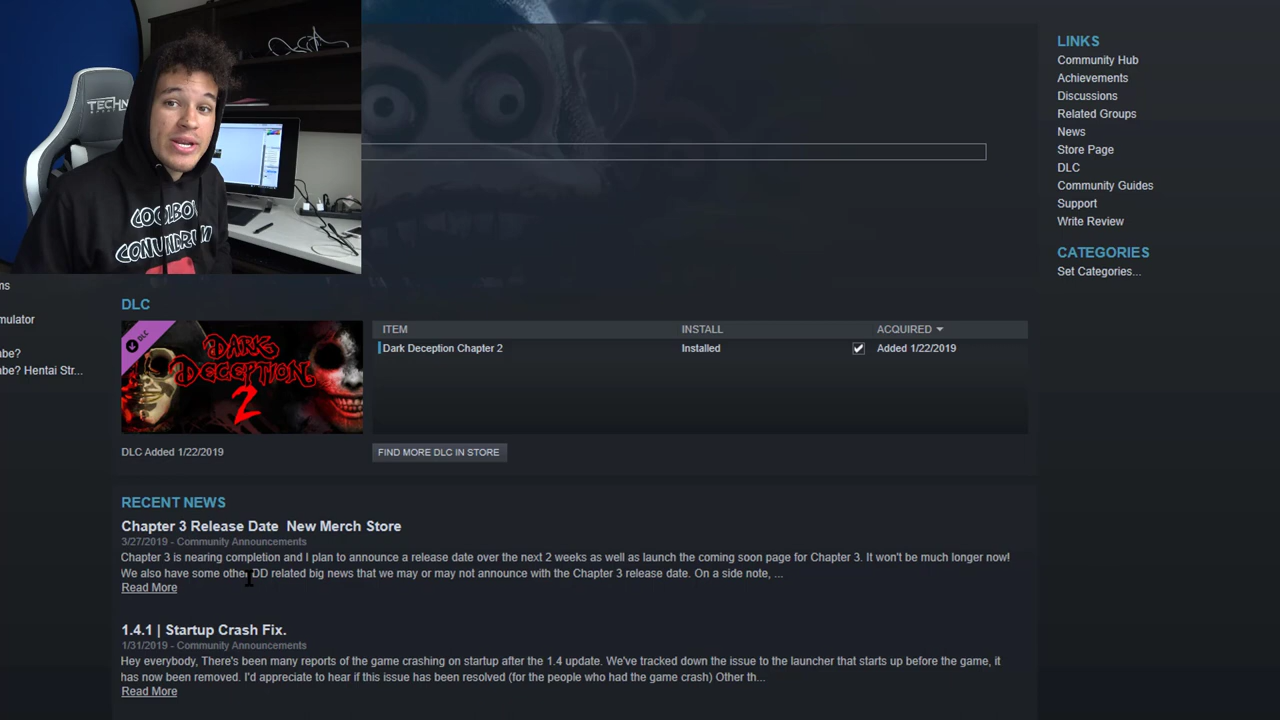 LINKS
Community Hub
Achievements
Discussions
Related Groups
News
Store Page
DLC
Community Guides
Support
Write Review
CATEGORIES
Set Categories...
TECHN
COOLBOY
CONUNDRUM
ms
mulator
abe?
abe? Hentai Str...
DLC
DLC
DARK
DECEPTION
2
DLC Added 1/22/2019
ITEM INSTALL ACQUIRED
Dark Deception Chapter 2 Installed Added 1/22/2019
FIND MORE DLC IN STORE
RECENT NEWS
Chapter 3 Release Date New Merch Store
3/27/2019 - Community Announcements
Chapter 3 is nearing completion and I plan to announce a release date over the next 2 weeks as well as launch the coming soon page for Chapter 3. It won't be much longer now!
We also have some other DD related big news that we may or may not announce with the Chapter 3 release date. On a side note, ...
Read More
1.4.1 | Startup Crash Fix.
1/31/2019 - Community Announcements
Hey everybody, There's been many reports of the game crashing on startup after the 1.4 update. We've tracked down the issue to the launcher that starts up before the game, it
has now been removed. I'd appreciate to hear if this issue has been resolved (for the people who had the game crash) Other th...
Read More